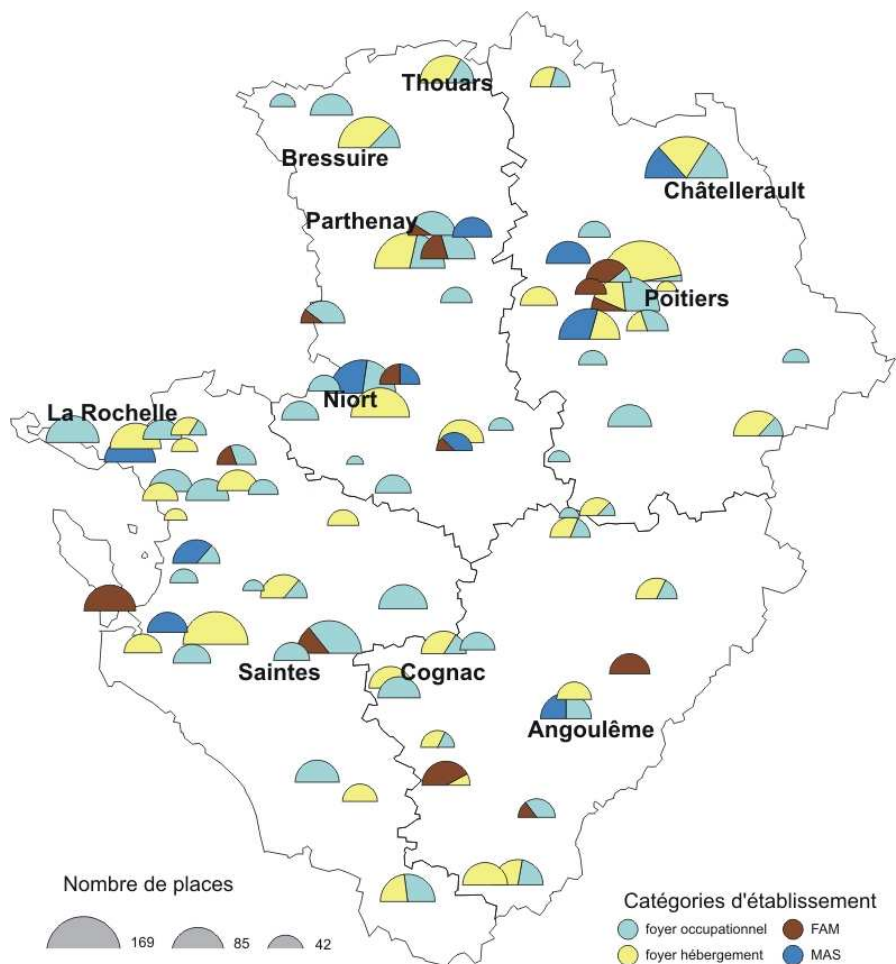 Thouars
Bressuire
Châtellerault
Parthenay
Poitiers
Niort
La Rochelle
Saintes
Cognac
Angoulême
Nombre de places
169
85
42
Catégories d'établissement
foyer occupationnel
FAM
foyer hébergement
MAS